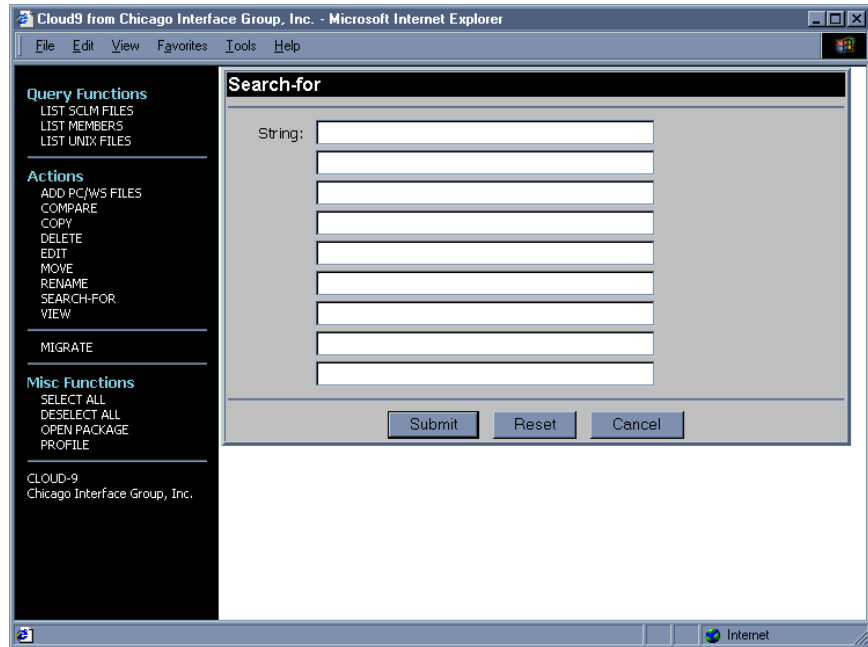 Cloud9 from Chicago Interface Group, Inc. - Microsoft Internet Explorer
File Edit View Favorites Tools Help
Query Functions
LIST SCLM FILES
LIST MEMBERS
LIST UNIX FILES
Actions
ADD PC/WS FILES
COMPARE
COPY
DELETE
EDIT
MOVE
RENAME
SEARCH-FOR
VIEW
MIGRATE
Misc Functions
SELECT ALL
DESELECT ALL
OPEN PACKAGE
PROFILE
CLOUD-9
Chicago Interface Group, Inc.
Search-for
String:
Submit Reset Cancel
Internet